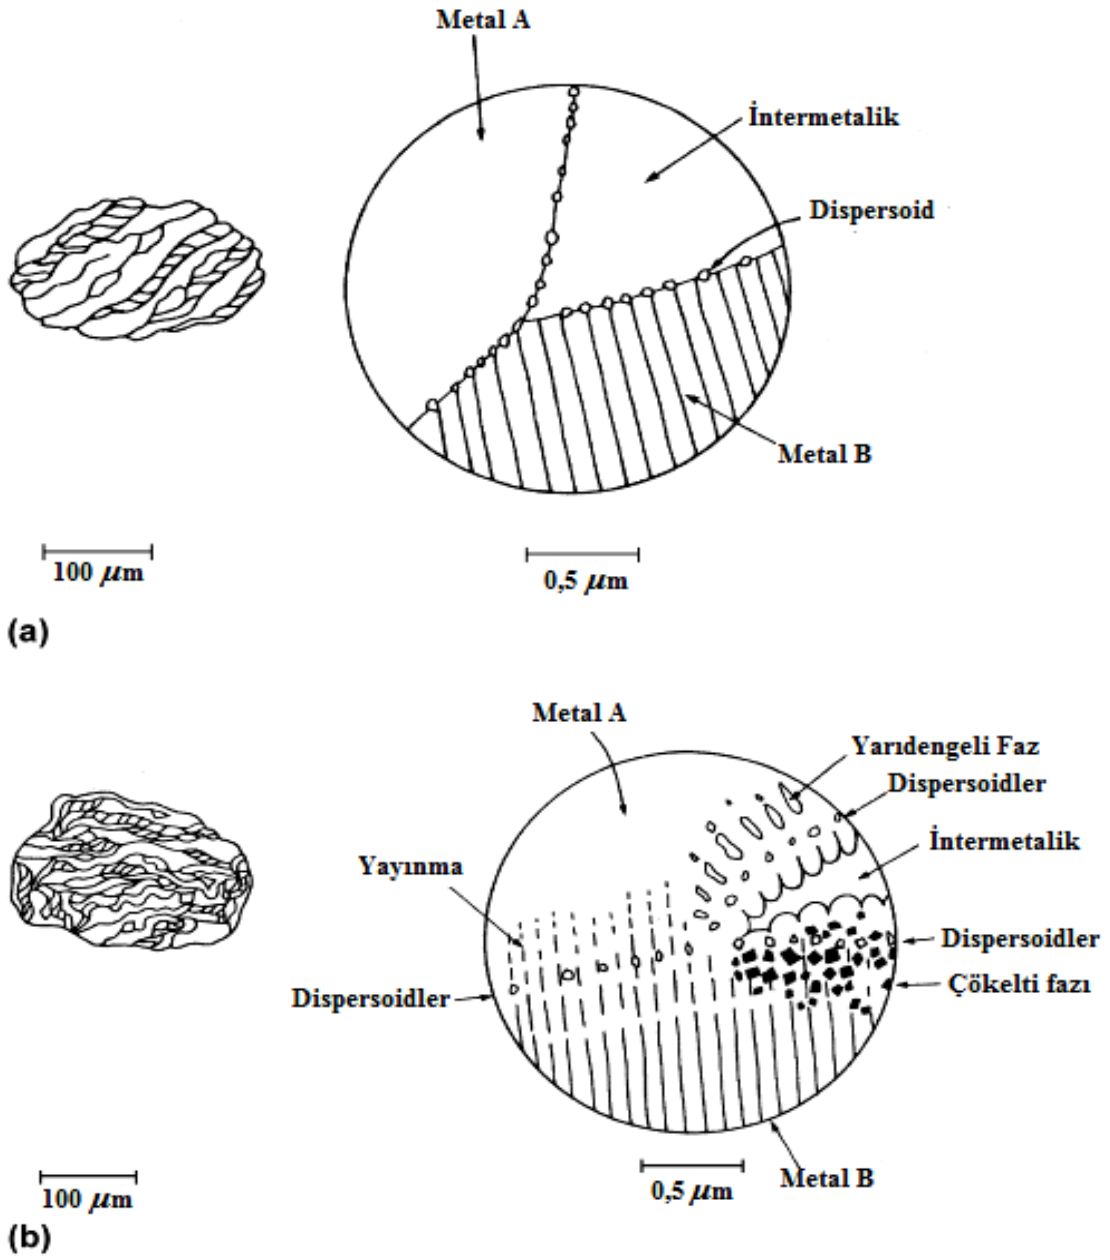 Metal A
İntermetalik
Dispersoid
Metal B
100 μm
0,5 μm
(a)
Metal A
Yarıdengeli Faz
Dispersoidler
İntermetalik
Yayınma
Dispersoidler
Çökelti fazı
Dispersoidler
Metal B
100 μm
0,5 μm
(b)